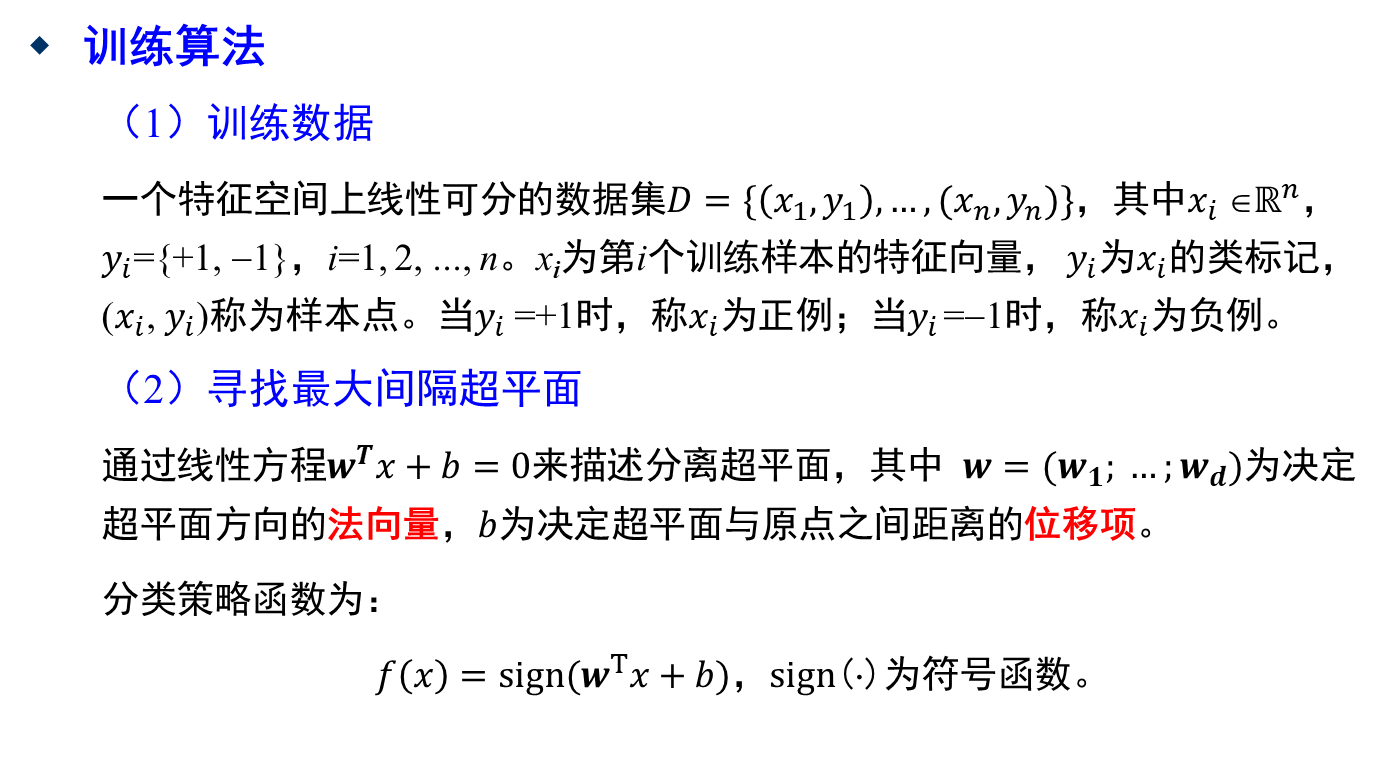 ◆ 训练算法
（1）训练数据
一个特征空间上线性可分的数据集𝐷 = {(𝑥₁, 𝑦₁), … , (𝑥ₙ, 𝑦ₙ)}，其中𝑥ᵢ ∈ℝⁿ，
𝑦ᵢ={+1, –1}，i=1, 2, ..., n。xᵢ为第i个训练样本的特征向量， 𝑦ᵢ为𝑥ᵢ的类标记，
(𝑥ᵢ, 𝑦ᵢ)称为样本点。当𝑦ᵢ =+1时，称𝑥ᵢ为正例；当𝑦ᵢ =–1时，称𝑥ᵢ为负例。
（2）寻找最大间隔超平面
通过线性方程𝒘ᵀ𝑥 + 𝑏 = 0来描述分离超平面，其中 𝒘 = (𝒘₁; … ; 𝒘_𝒅)为决定
超平面方向的法向量，𝑏为决定超平面与原点之间距离的位移项。
分类策略函数为：
𝑓(𝑥) = sign(𝒘ᵀ𝑥 + 𝑏)，sign(·)为符号函数。